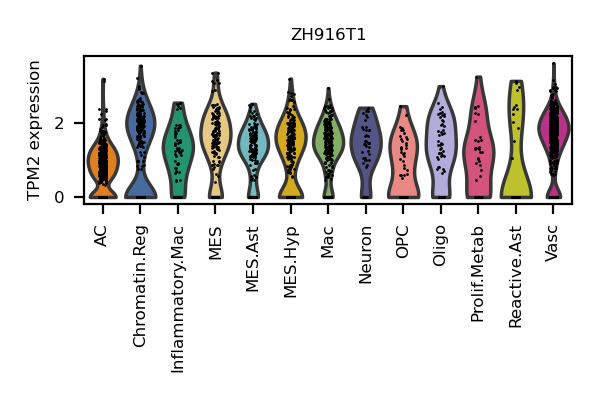 ZH916T1
TPM2 expression
2
0
AC
Chromatin.Reg
Inflammatory.Mac
MES
MES.Ast
MES.Hyp
Mac
Neuron
OPC
Oligo
Prolif.Metab
Reactive.Ast
Vasc